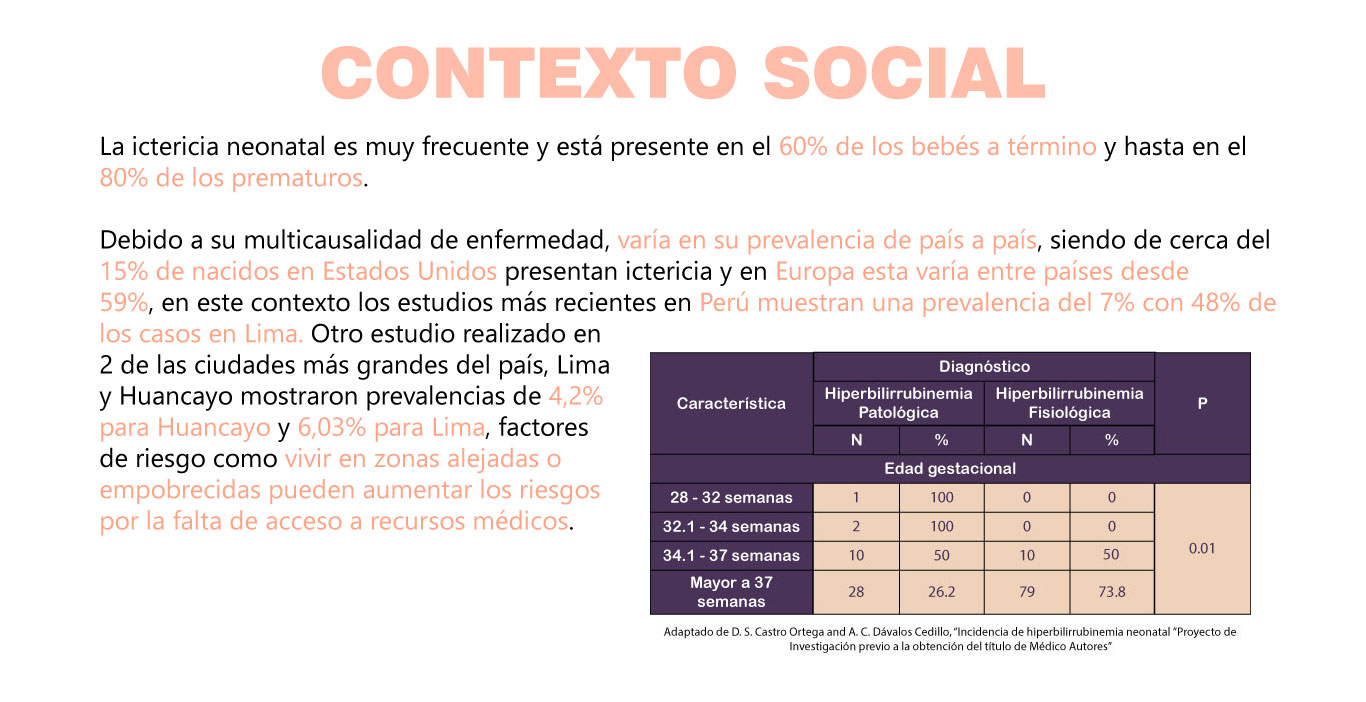 CONTEXTO SOCIAL
La ictericia neonatal es muy frecuente y está presente en el 60% de los bebés a término y hasta en el
80% de los prematuros.
Debido a su multicausalidad de enfermedad, varía en su prevalencia de país a país, siendo de cerca del
15% de nacidos en Estados Unidos presentan ictericia y en Europa esta varía entre países desde
59%, en este contexto los estudios más recientes en Perú muestran una prevalencia del 7% con 48% de
los casos en Lima. Otro estudio realizado en
2 de las ciudades más grandes del país, Lima
y Huancayo mostraron prevalencias de 4,2%
para Huancayo y 6,03% para Lima, factores
de riesgo como vivir en zonas alejadas o
empobrecidas pueden aumentar los riesgos
por la falta de acceso a recursos médicos.
Característica
Diagnóstico
P
Hiperbilirrubinemia
Patológica
Hiperbilirrubinemia
Fisiológica
N % N %
Edad gestacional
28 - 32 semanas 1 100 0 0
32.1 - 34 semanas 2 100 0 0
34.1 - 37 semanas 10 50 10 50
0.01
Mayor a 37
semanas
28 26.2 79 73.8
Adaptado de D. S. Castro Ortega and A. C. Dávalos Cedillo, “Incidencia de hiperbilirrubinemia neonatal “Proyecto de
Investigación previo a la obtención del título de Médico Autores”